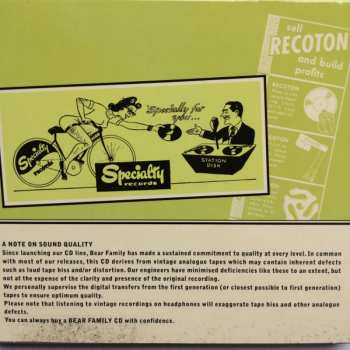 sell
RECOTON
and build
profits
RECOTON
"Specially for
you...
Specialty
records
Specialty
records
STATION
DISK
A NOTE ON SOUND QUALITY
Since launching our CD line, Bear Family has made a sustained commitment to quality at every level. In common
with most of our releases, this CD derives from vintage analogue tapes which may contain inherent defects
such as loud tape hiss and/or distortion. Our engineers have minimised deficiencies like these to an extent, but
not at the expense of the clarity and presence of the original recording.
We personally supervise the digital transfers from the first generation (or closest possible to first generation)
tapes to ensure optimum quality.
Please note that listening to vintage recordings on headphones will exaggerate tape hiss and other analogue
defects.
You can always buy a BEAR FAMILY CD with confidence.